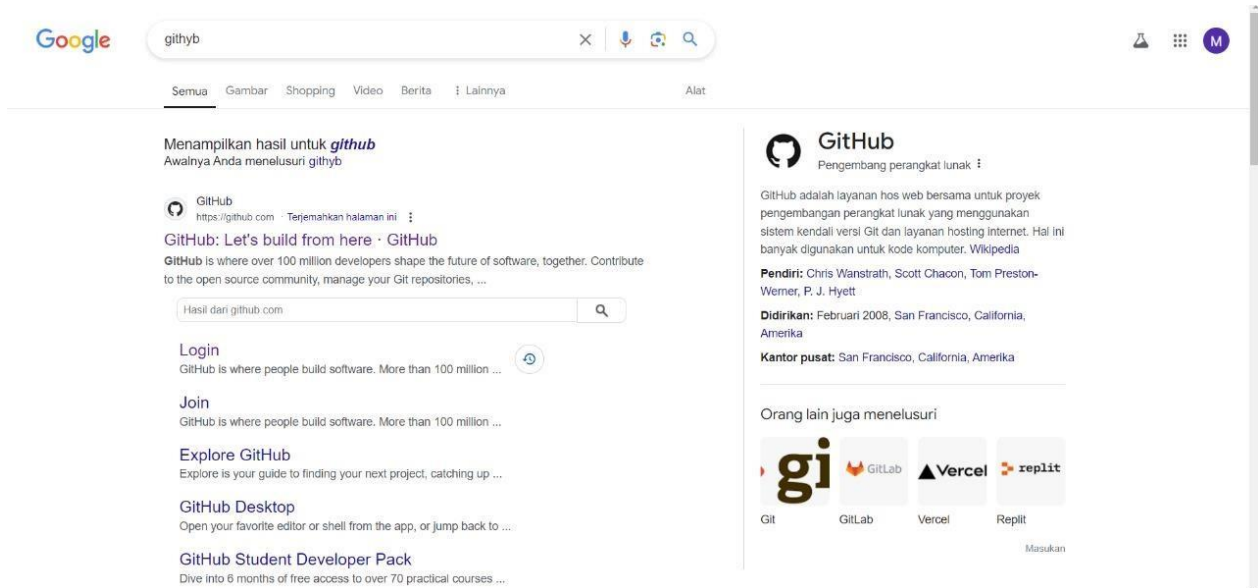 Google
githyb
M
Semua Gambar Shopping Video Berita Lainnya Alat
Menampilkan hasil untuk github
Awalnya Anda menelusuri githyb
GitHub
https://github.com · Terjemahkan halaman ini
GitHub: Let's build from here · GitHub
GitHub is where over 100 million developers shape the future of software, together. Contribute
to the open source community, manage your Git repositories, ...
Hasil dari github.com
Login
GitHub is where people build software. More than 100 million ...
Join
GitHub is where people build software. More than 100 million ...
Explore GitHub
Explore is your guide to finding your next project, catching up ...
GitHub Desktop
Open your favorite editor or shell from the app, or jump back to ...
GitHub Student Developer Pack
Dive into 6 months of free access to over 70 practical courses ...
GitHub
Pengembang perangkat lunak
GitHub adalah layanan hos web bersama untuk proyek
pengembangan perangkat lunak yang menggunakan
sistem kendali versi Git dan layanan hosting internet. Hal ini
banyak digunakan untuk kode komputer. Wikipedia
Pendiri: Chris Wanstrath, Scott Chacon, Tom Preston-
Werner, P. J. Hyett
Didirikan: Februari 2008, San Francisco, California,
Amerika
Kantor pusat: San Francisco, California, Amerika
Orang lain juga menelusuri
gi GitLab Vercel replit
Git GitLab Vercel Replit
Masukan